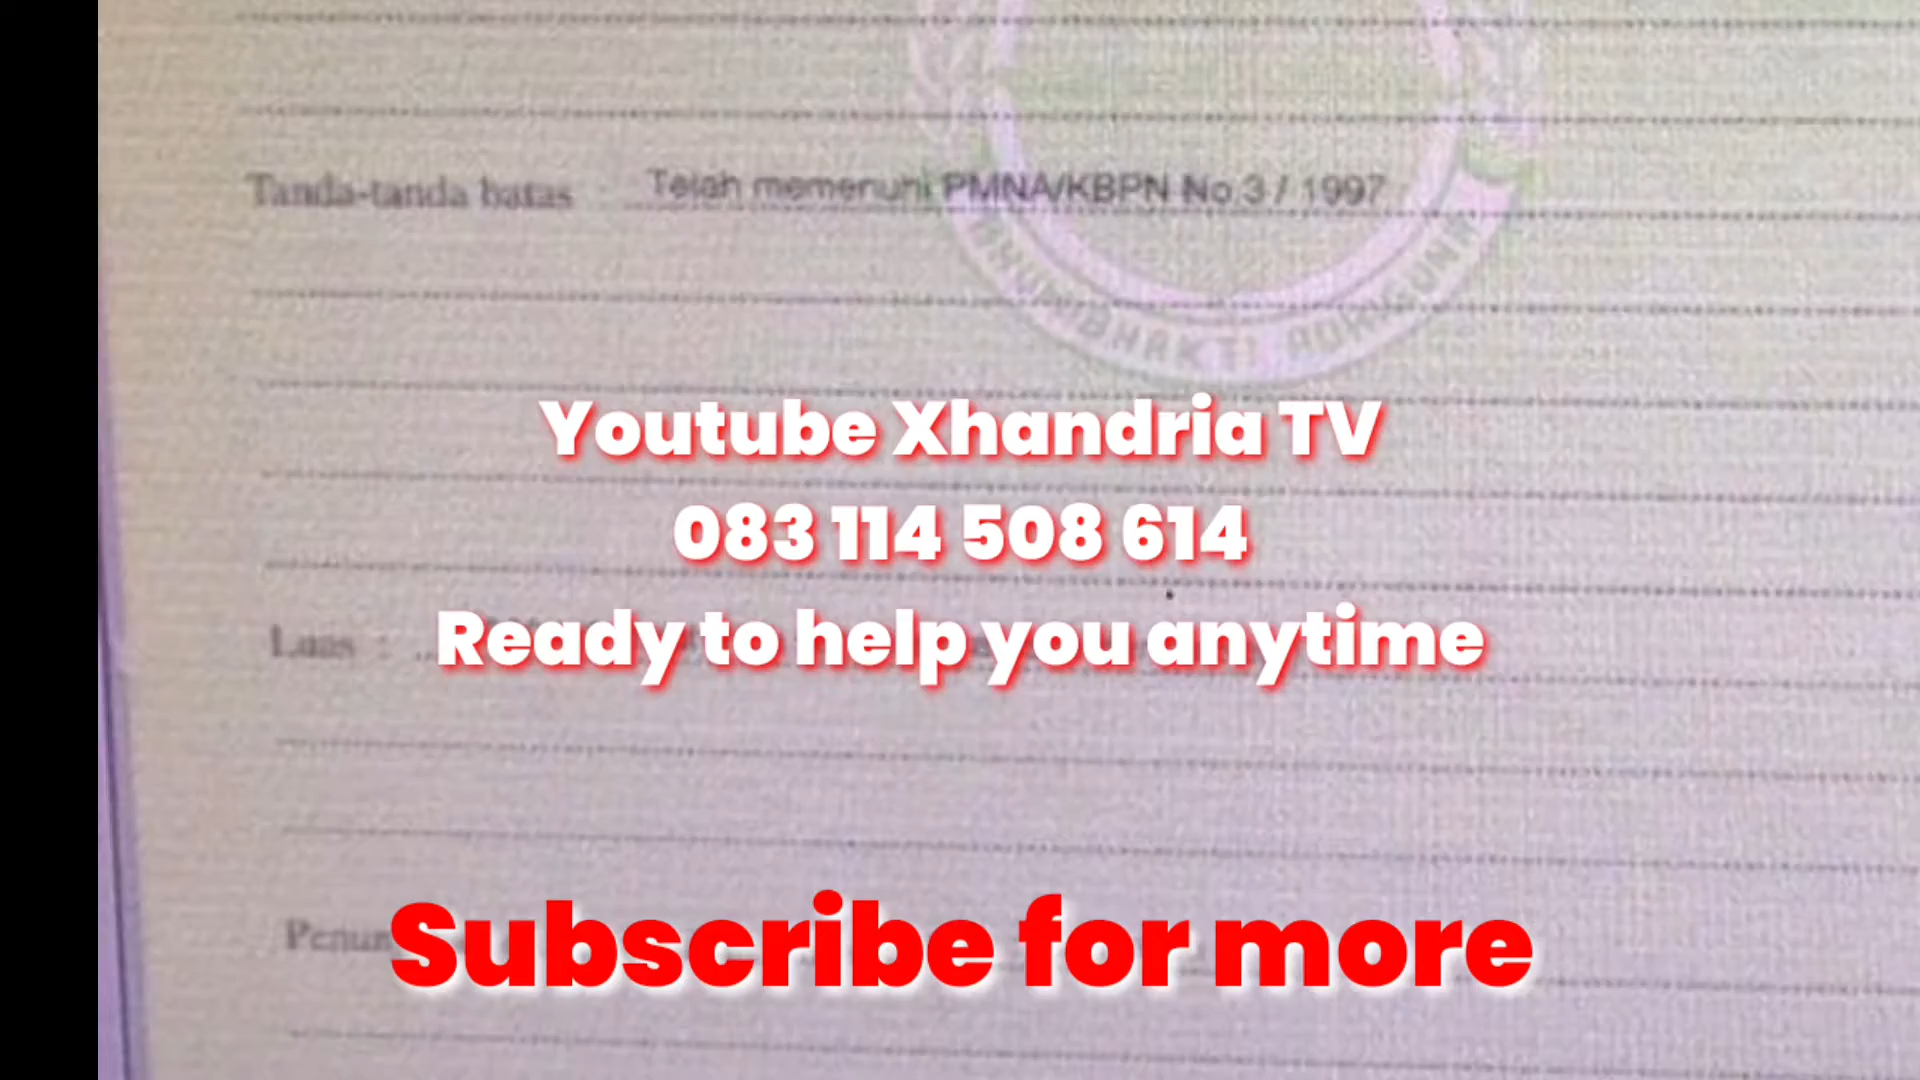 Tanda-tanda batas : Telah memenuhi PMNA/KBPN No.3 / 1997
BHAKTI
Youtube Xhandria TV
083 114 508 614
Luas :
Ready to help you anytime
Subscribe for more